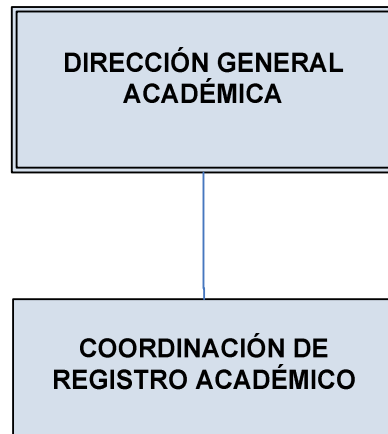 DIRECCIÓN GENERAL
ACADÉMICA
COORDINACIÓN DE
REGISTRO ACADÉMICO